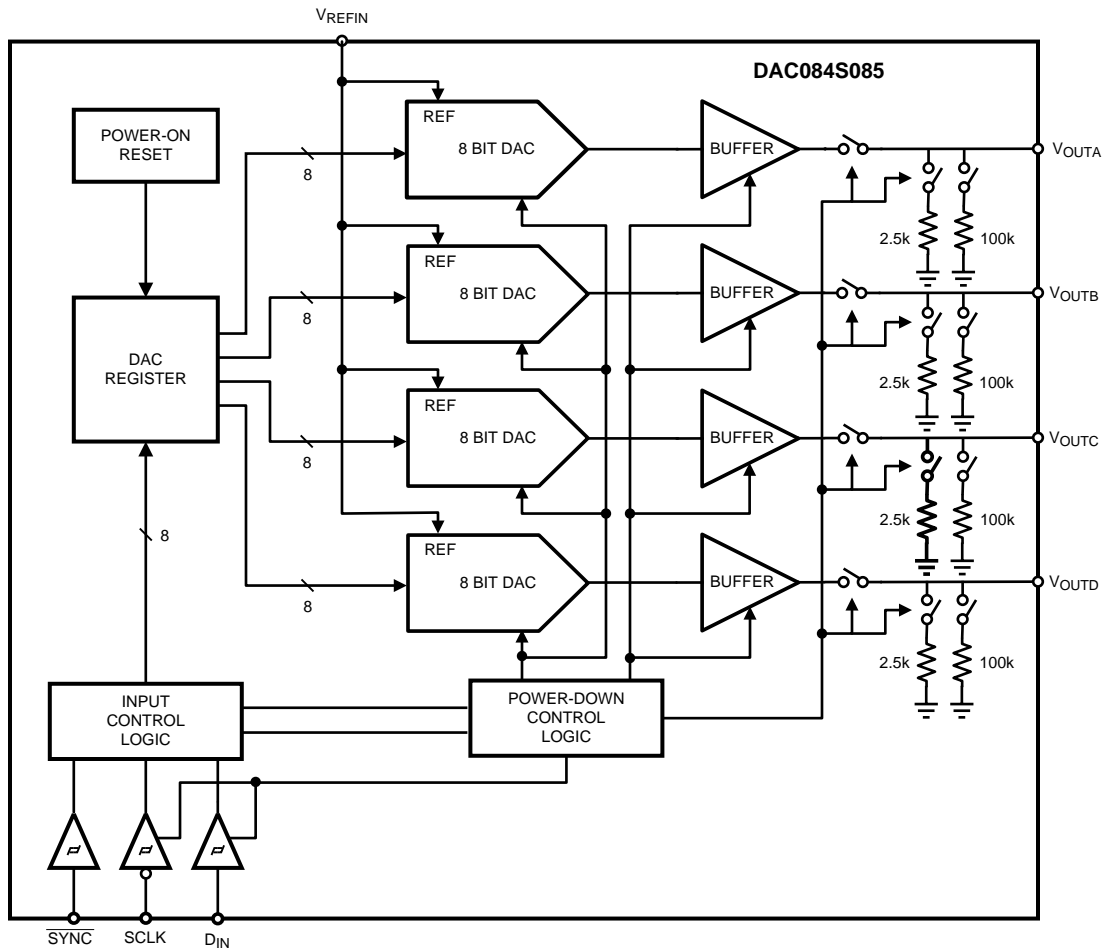 VREFIN
DAC084S085
POWER-ON
RESET
REF
8 BIT DAC
BUFFER
VOUTA
8
2.5k
100k
REF
8 BIT DAC
BUFFER
VOUTB
8
2.5k
100k
DAC
REGISTER
REF
8 BIT DAC
BUFFER
VOUTC
8
2.5k
100k
8
REF
8 BIT DAC
BUFFER
VOUTD
8
2.5k
100k
INPUT
CONTROL
LOGIC
POWER-DOWN
CONTROL
LOGIC
SYNC
SCLK
DIN